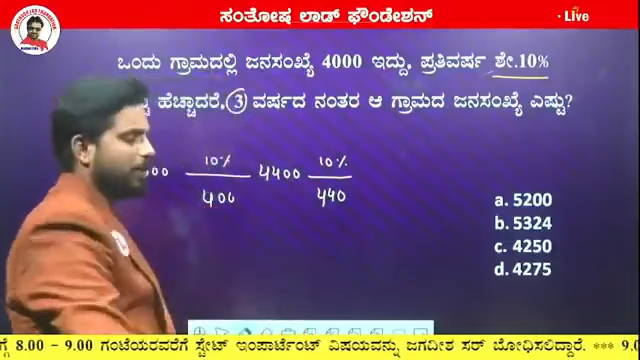 ಸಂತೋಷ ಲಾಡ್ ಫೌಂಡೇಶನ್
Live
ಒಂದು ಗ್ರಾಮದಲ್ಲಿ ಜನಸಂಖ್ಯೆ 4000 ಇದ್ದು, ಪ್ರತಿವರ್ಷ ಶೇ.10%
ಹೆಚ್ಚಾದರೆ, 3 ವರ್ಷದ ನಂತರ ಆ ಗ್ರಾಮದ ಜನಸಂಖ್ಯೆ ಎಷ್ಟು?
10% 4400 10%
400 440
a. 5200
b. 5324
c. 4250
d. 4275
8.00 - 9.00 ಗಂಟೆಯರವರೆಗೆ ಸ್ಟೇಟ್ ಇಂಪಾರ್ಟೆಂಟ್ ವಿಷಯವನ್ನು ಜಗದೀಶ ಸರ್ ಬೋಧಿಸಲಿದ್ದಾರೆ. ***